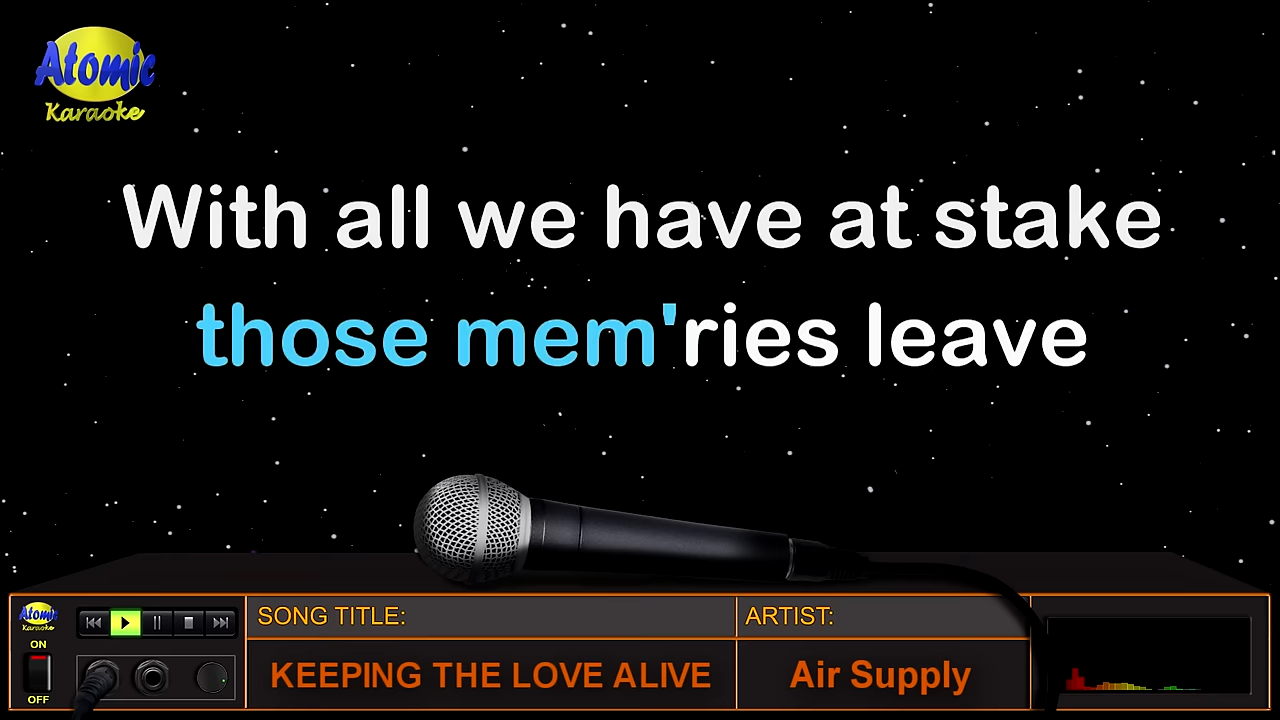 Atomic
Karaoke
With all we have at stake
those mem'ries leave
Atomic
Karaoke
ON
OFF
SONG TITLE:
ARTIST:
KEEPING THE LOVE ALIVE
Air Supply